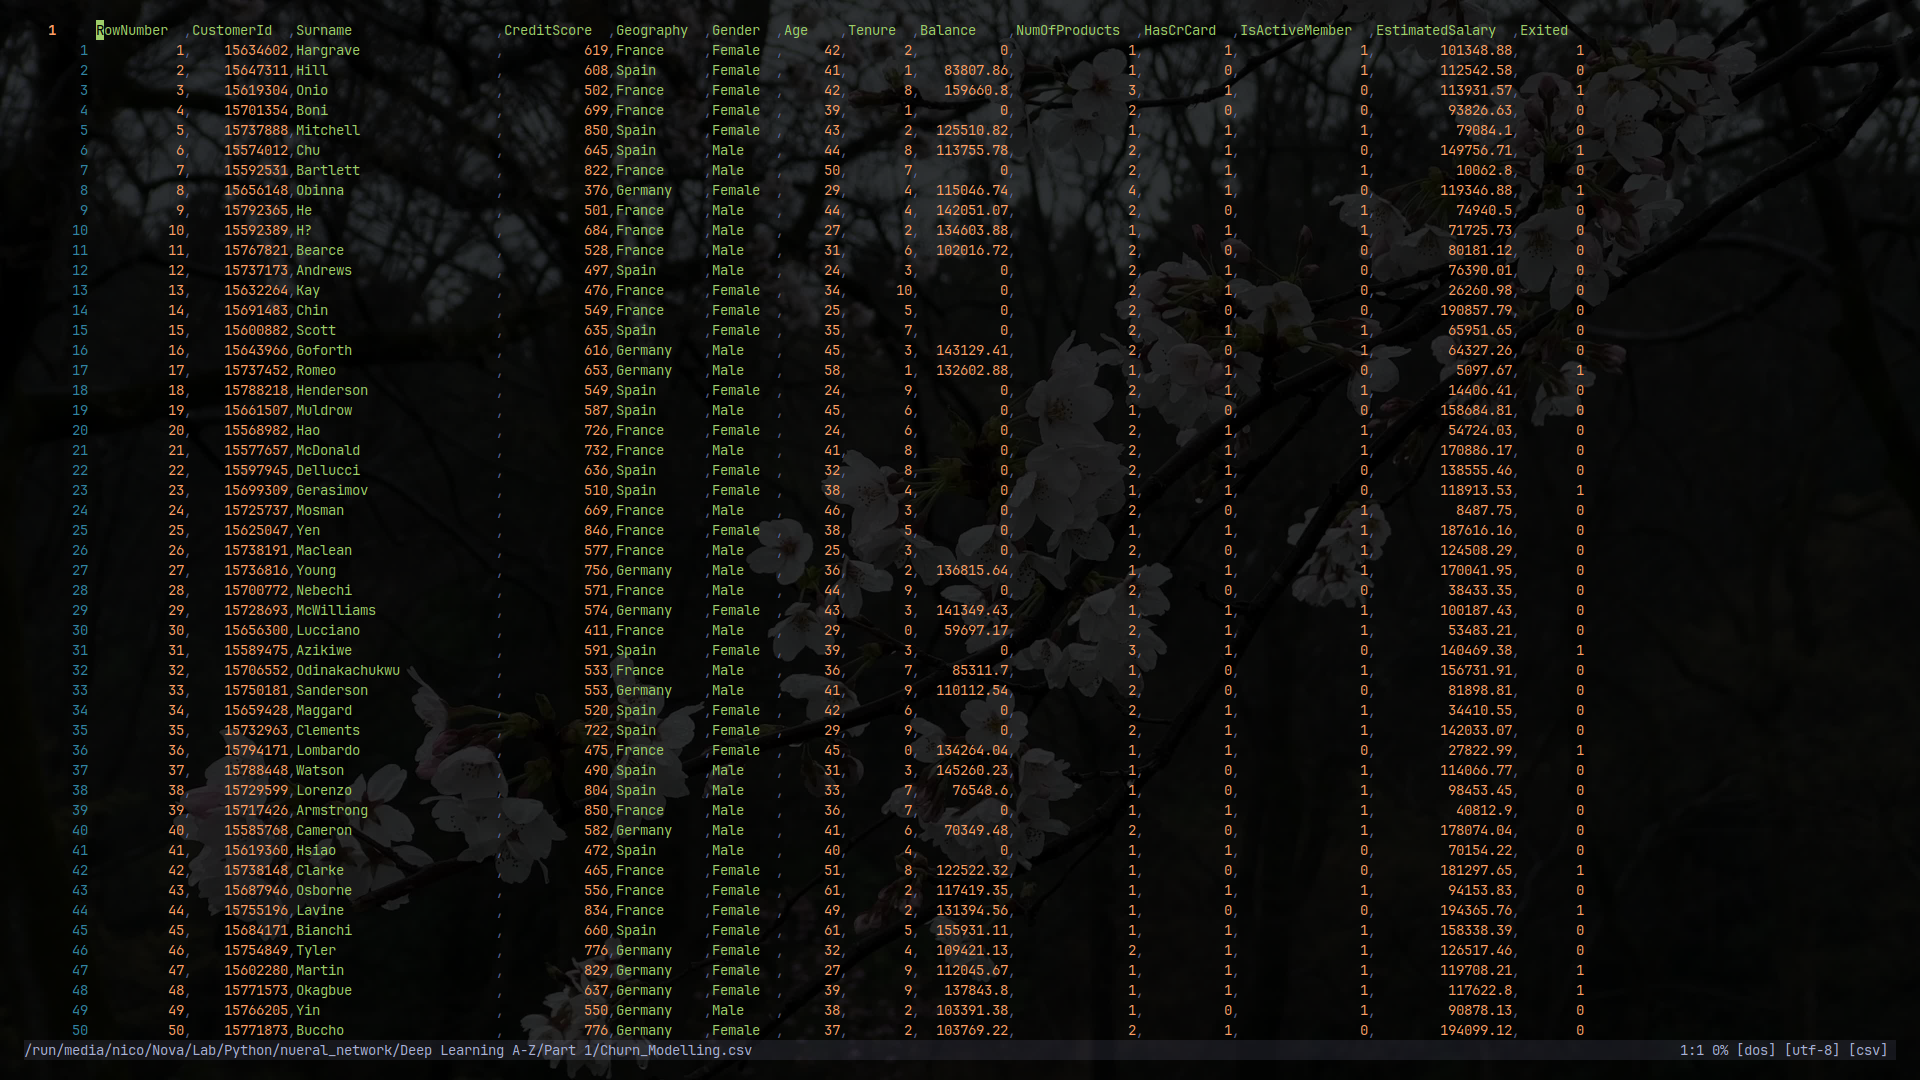 1 RowNumber ,CustomerId ,Surname ,CreditScore ,Geography ,Gender ,Age ,Tenure ,Balance ,NumOfProducts ,HasCrCard ,IsActiveMember ,EstimatedSalary ,Exited
1 1, 15634602,Hargrave , 619,France ,Female , 42, 2, 0, 1, 1, 1, 101348.88, 1
2 2, 15647311,Hill , 608,Spain ,Female , 41, 1, 83807.86, 1, 0, 1, 112542.58, 0
3 3, 15619304,Onio , 502,France ,Female , 42, 8, 159660.8, 3, 1, 0, 113931.57, 1
4 4, 15701354,Boni , 699,France ,Female , 39, 1, 0, 2, 0, 0, 93826.63, 0
5 5, 15737888,Mitchell , 850,Spain ,Female , 43, 2, 125510.82, 1, 1, 1, 79084.1, 0
6 6, 15574012,Chu , 645,Spain ,Male , 44, 8, 113755.78, 2, 1, 0, 149756.71, 1
7 7, 15592531,Bartlett , 822,France ,Male , 50, 7, 0, 2, 1, 1, 10062.8, 0
8 8, 15656148,Obinna , 376,Germany ,Female , 29, 4, 115046.74, 4, 1, 0, 119346.88, 1
9 9, 15792365,He , 501,France ,Male , 44, 4, 142051.07, 2, 0, 1, 74940.5, 0
10 10, 15592389,H? , 684,France ,Male , 27, 2, 134603.88, 1, 1, 1, 71725.73, 0
11 11, 15767821,Bearce , 528,France ,Male , 31, 6, 102016.72, 2, 0, 0, 80181.12, 0
12 12, 15737173,Andrews , 497,Spain ,Male , 24, 3, 0, 2, 1, 0, 76390.01, 0
13 13, 15632264,Kay , 476,France ,Female , 34, 10, 0, 2, 1, 0, 26260.98, 0
14 14, 15691483,Chin , 549,France ,Female , 25, 5, 0, 2, 0, 0, 190857.79, 0
15 15, 15600882,Scott , 635,Spain ,Female , 35, 7, 0, 2, 1, 1, 65951.65, 0
16 16, 15643966,Goforth , 616,Germany ,Male , 45, 3, 143129.41, 2, 0, 1, 64327.26, 0
17 17, 15737452,Romeo , 653,Germany ,Male , 58, 1, 132602.88, 1, 1, 0, 5097.67, 1
18 18, 15788218,Henderson , 549,Spain ,Female , 24, 9, 0, 2, 1, 1, 14406.41, 0
19 19, 15661507,Muldrow , 587,Spain ,Male , 45, 6, 0, 1, 0, 0, 158684.81, 0
20 20, 15568982,Hao , 726,France ,Female , 24, 6, 0, 2, 1, 1, 54724.03, 0
21 21, 15577657,McDonald , 732,France ,Male , 41, 8, 0, 2, 1, 1, 170886.17, 0
22 22, 15597945,Dellucci , 636,Spain ,Female , 32, 8, 0, 2, 1, 0, 138555.46, 0
23 23, 15699309,Gerasimov , 510,Spain ,Female , 38, 4, 0, 1, 1, 0, 118913.53, 1
24 24, 15725737,Mosman , 669,France ,Male , 46, 3, 0, 2, 0, 1, 8487.75, 0
25 25, 15625047,Yen , 846,France ,Female , 38, 5, 0, 1, 1, 1, 187616.16, 0
26 26, 15738191,Maclean , 577,France ,Male , 25, 3, 0, 2, 0, 1, 124508.29, 0
27 27, 15736816,Young , 756,Germany ,Male , 36, 2, 136815.64, 1, 1, 1, 170041.95, 0
28 28, 15700772,Nebechi , 571,France ,Male , 44, 9, 0, 2, 0, 0, 38433.35, 0
29 29, 15728693,McWilliams , 574,Germany ,Female , 43, 3, 141349.43, 1, 1, 1, 100187.43, 0
30 30, 15656300,Lucciano , 411,France ,Male , 29, 0, 59697.17, 2, 1, 1, 53483.21, 0
31 31, 15589475,Azikiwe , 591,Spain ,Female , 39, 3, 0, 3, 1, 0, 140469.38, 1
32 32, 15706552,Odinakachukwu , 533,France ,Male , 36, 7, 85311.7, 1, 0, 1, 156731.91, 0
33 33, 15750181,Sanderson , 553,Germany ,Male , 41, 9, 110112.54, 2, 0, 0, 81898.81, 0
34 34, 15659428,Maggard , 520,Spain ,Female , 42, 6, 0, 2, 1, 1, 34410.55, 0
35 35, 15732963,Clements , 722,Spain ,Female , 29, 9, 0, 2, 1, 1, 142033.07, 0
36 36, 15794171,Lombardo , 475,France ,Female , 45, 0, 134264.04, 1, 1, 0, 27822.99, 1
37 37, 15788448,Watson , 490,Spain ,Male , 31, 3, 145260.23, 1, 0, 1, 114066.77, 0
38 38, 15729599,Lorenzo , 804,Spain ,Male , 33, 7, 76548.6, 1, 0, 1, 98453.45, 0
39 39, 15717426,Armstrong , 850,France ,Male , 36, 7, 0, 1, 1, 1, 40812.9, 0
40 40, 15585768,Cameron , 582,Germany ,Male , 41, 6, 70349.48, 2, 0, 1, 178074.04, 0
41 41, 15619360,Hsiao , 472,Spain ,Male , 40, 4, 0, 1, 1, 0, 70154.22, 0
42 42, 15738148,Clarke , 465,France ,Female , 51, 8, 122522.32, 1, 0, 0, 181297.65, 1
43 43, 15687946,Osborne , 556,France ,Female , 61, 2, 117419.35, 1, 1, 1, 94153.83, 0
44 44, 15755196,Lavine , 834,France ,Female , 49, 2, 131394.56, 1, 0, 0, 194365.76, 1
45 45, 15684171,Bianchi , 660,Spain ,Female , 61, 5, 155931.11, 1, 1, 1, 158338.39, 0
46 46, 15754849,Tyler , 776,Germany ,Female , 32, 4, 109421.13, 2, 1, 1, 126517.46, 0
47 47, 15602280,Martin , 829,Germany ,Female , 27, 9, 112045.67, 1, 1, 1, 119708.21, 1
48 48, 15771573,Okagbue , 637,Germany ,Female , 39, 9, 137843.8, 1, 1, 1, 117622.8, 1
49 49, 15766205,Yin , 550,Germany ,Male , 38, 2, 103391.38, 1, 0, 1, 90878.13, 0
50 50, 15771873,Buccho , 776,Germany ,Female , 37, 2, 103769.22, 2, 1, 0, 194099.12, 0
/run/media/nico/Nova/Lab/Python/nueral_network/Deep Learning A-Z/Part 1/Churn_Modelling.csv 1:1 0% [dos] [utf-8] [csv]